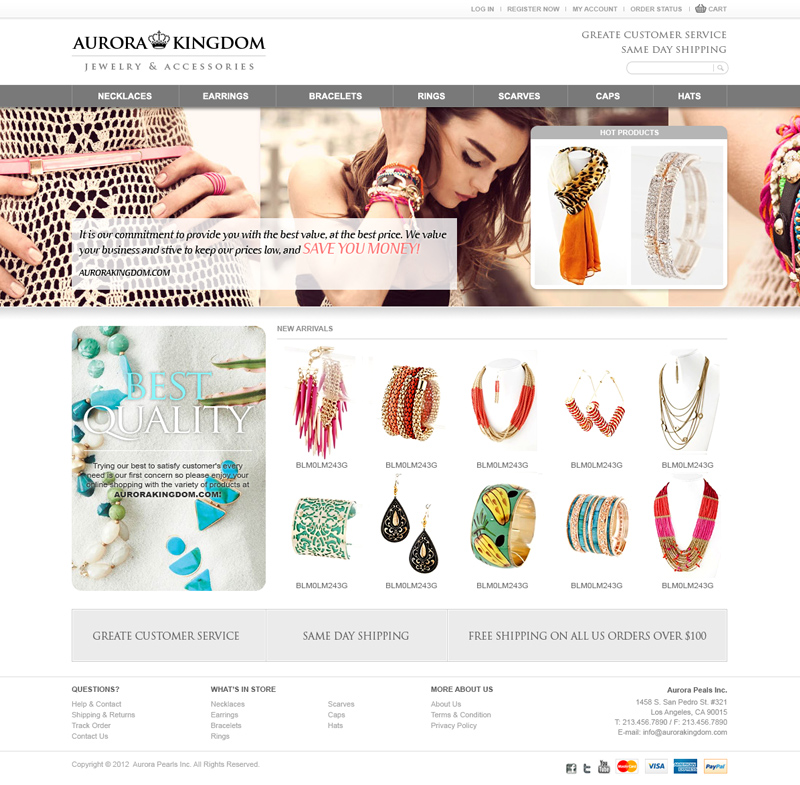 LOG IN | REGISTER NOW | MY ACCOUNT | ORDER STATUS | CART
AURORA KINGDOM
JEWELRY & ACCESSORIES
GREATE CUSTOMER SERVICE
SAME DAY SHIPPING
NECKLACES EARRINGS BRACELETS RINGS SCARVES CAPS HATS
HOT PRODUCTS
It is our commitment to provide you with the best value, at the best price. We value
your business and stive to keep our prices low, and SAVE YOU MONEY!
AURORAKINGDOM.COM
NEW ARRIVALS
BEST
QUALITY
Trying our best to satisfy customer's every
need is our first concern so please enjoy your
online shopping with the variety of products at
AURORAKINGDOM.COM!
BLM0LM243G BLM0LM243G BLM0LM243G BLM0LM243G BLM0LM243G
BLM0LM243G BLM0LM243G BLM0LM243G BLM0LM243G BLM0LM243G
GREATE CUSTOMER SERVICE SAME DAY SHIPPING FREE SHIPPING ON ALL US ORDERS OVER $100
QUESTIONS?
Help & Contact
Shipping & Returns
Track Order
Contact Us
WHAT'S IN STORE
Necklaces
Earrings
Bracelets
Rings
Scarves
Caps
Hats
MORE ABOUT US
About Us
Terms & Condition
Privacy Policy
Aurora Peals Inc.
1458 S. San Pedro St. #321
Los Angeles, CA 90015
T: 213.456.7890 / F: 213.456.7890
E-mail: info@aurorakingdom.com
Copyright © 2012 Aurora Pearls Inc. All Rights Reserved.
You Tube MasterCard VISA AMERICAN EXPRESS PayPal